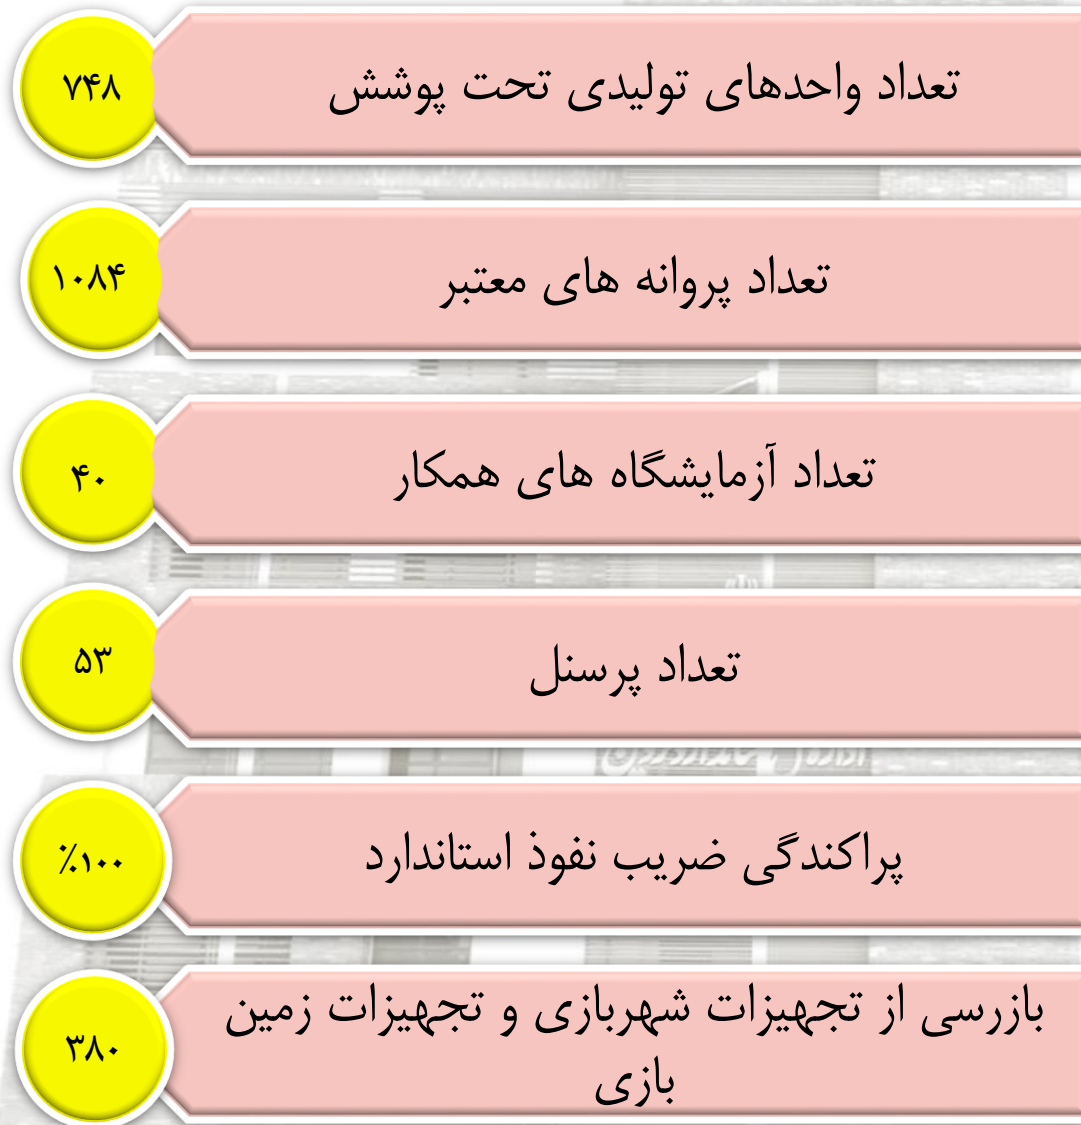 تعداد واحدهای تولیدی تحت پوشش
۷۴۸
تعداد پروانه های معتبر
۱۰۸۴
تعداد آزمایشگاه های همکار
۴۰
تعداد پرسنل
۵۳
پراکندگی ضریب نفوذ استاندارد
٪۱۰۰
بازرسی از تجهیزات شهربازی و تجهیزات زمین
بازی
۳۸۰